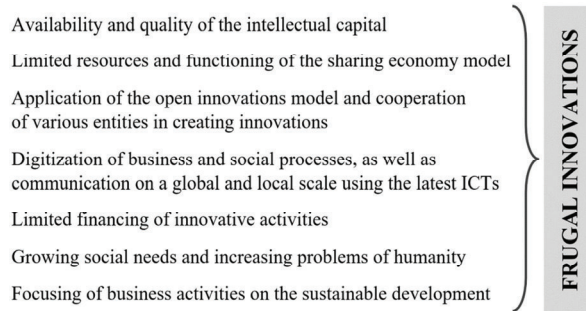 Availability and quality of the intellectual capital
Limited resources and functioning of the sharing economy model
Application of the open innovations model and cooperation
of various entities in creating innovations
Digitization of business and social processes, as well as
communication on a global and local scale using the latest ICTs
Limited financing of innovative activities
Growing social needs and increasing problems of humanity
Focusing of business activities on the sustainable development
FRUGAL INNOVATIONS